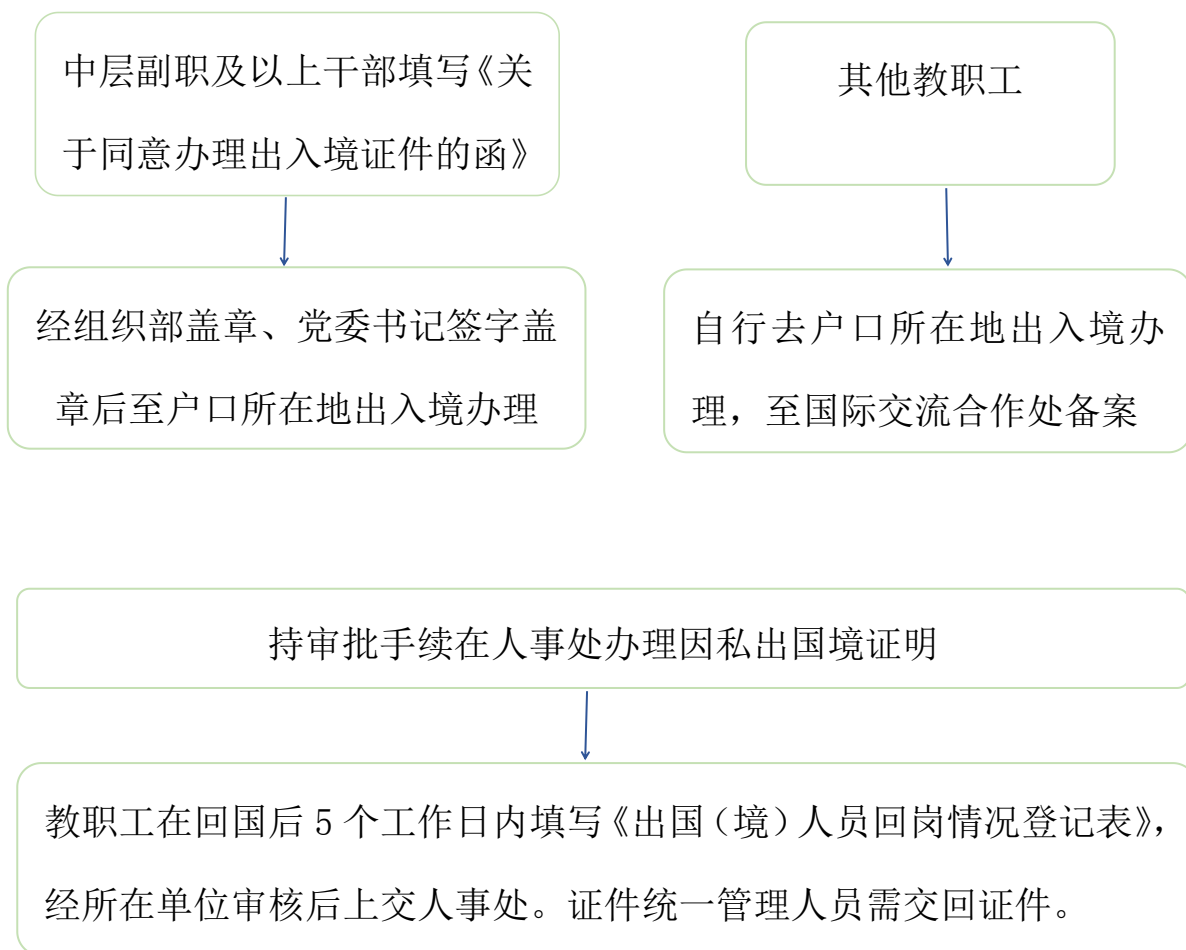 中层副职及以上干部填写《关
于同意办理出入境证件的函》
其他教职工
经组织部盖章、党委书记签字盖
章后至户口所在地出入境办理
自行去户口所在地出入境办
理，至国际交流合作处备案
持审批手续在人事处办理因私出国境证明
教职工在回国后 5 个工作日内填写《出国（境）人员回岗情况登记表》，
经所在单位审核后上交人事处。证件统一管理人员需交回证件。